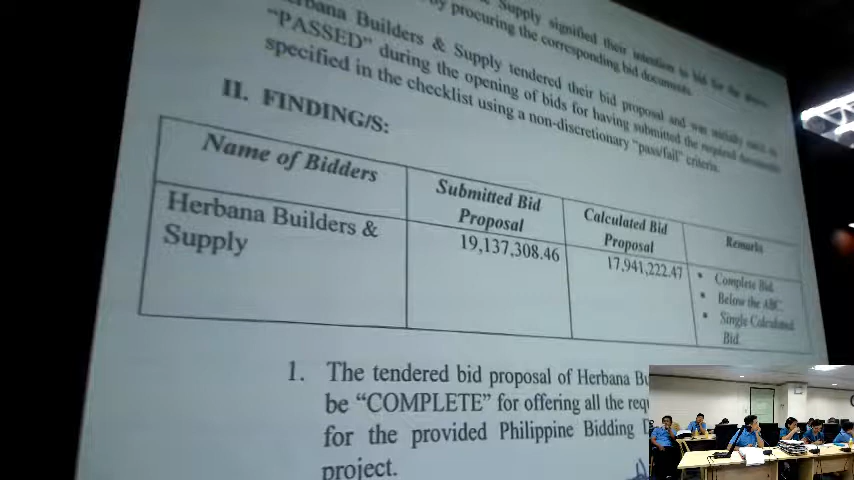 Supply signified their intention to bid for the
by procuring the corresponding bid documents.
Herbana Builders & Supply tendered their bid proposal and was initially
“PASSED” during the opening of bids for having submitted the required documents
specified in the checklist using a non-discretionary “pass/fail” criteria.
II. FINDING/S:
Name of Bidders
Submitted Bid
Proposal
Calculated Bid
Proposal
Remarks
Herbana Builders &
Supply
19,137,308.46
17,941,222.47
• Complete Bid.
• Below the ABC.
• Single Calculated
Bid.
1. The tendered bid proposal of Herbana
be “COMPLETE” for offering all the
for the provided Philippine Bidding
project.